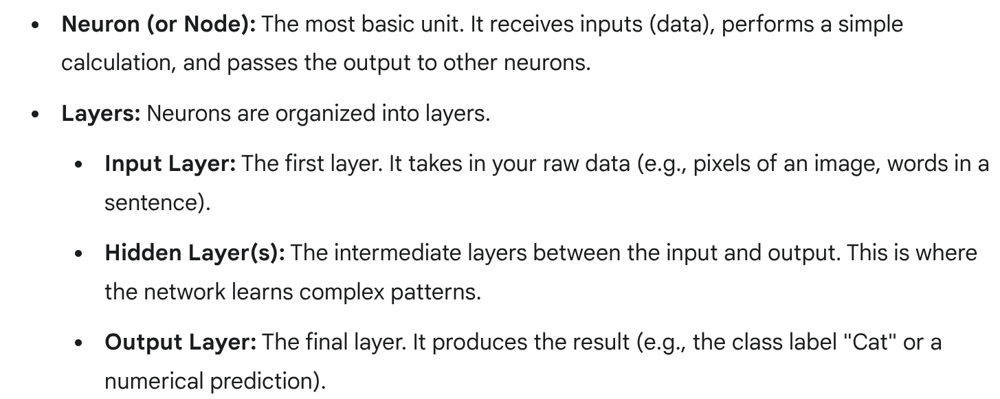 • Neuron (or Node): The most basic unit. It receives inputs (data), performs a simple
calculation, and passes the output to other neurons.
• Layers: Neurons are organized into layers.
• Input Layer: The first layer. It takes in your raw data (e.g., pixels of an image, words in a
sentence).
• Hidden Layer(s): The intermediate layers between the input and output. This is where
the network learns complex patterns.
• Output Layer: The final layer. It produces the result (e.g., the class label "Cat" or a
numerical prediction).